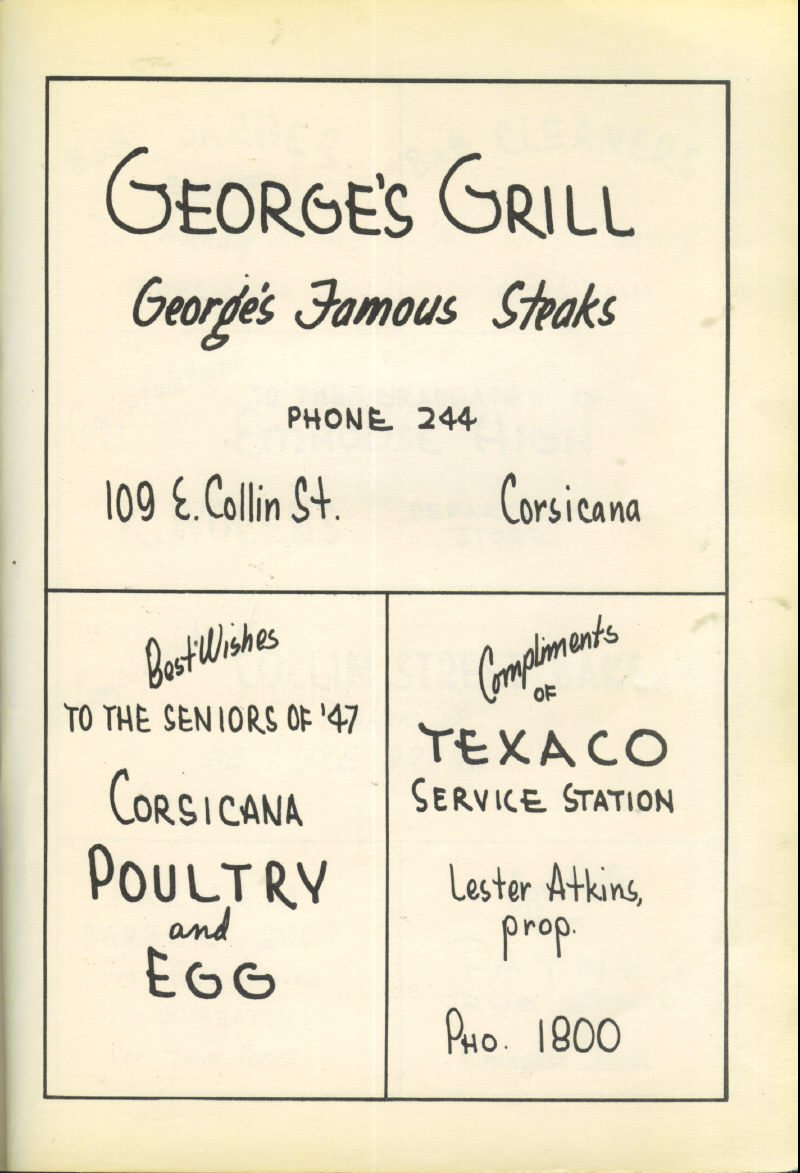 GEORGE'S GRILL
George's Famous Steaks
PHONE 244
109 E. Collin St. Corsicana
Best Wishes
TO THE SENIORS OF '47
CORSICANA
POULTRY
and
EGG
Compliments
OF
TEXACO
SERVICE STATION
Lester Atkins,
prop.
PHO. 1800